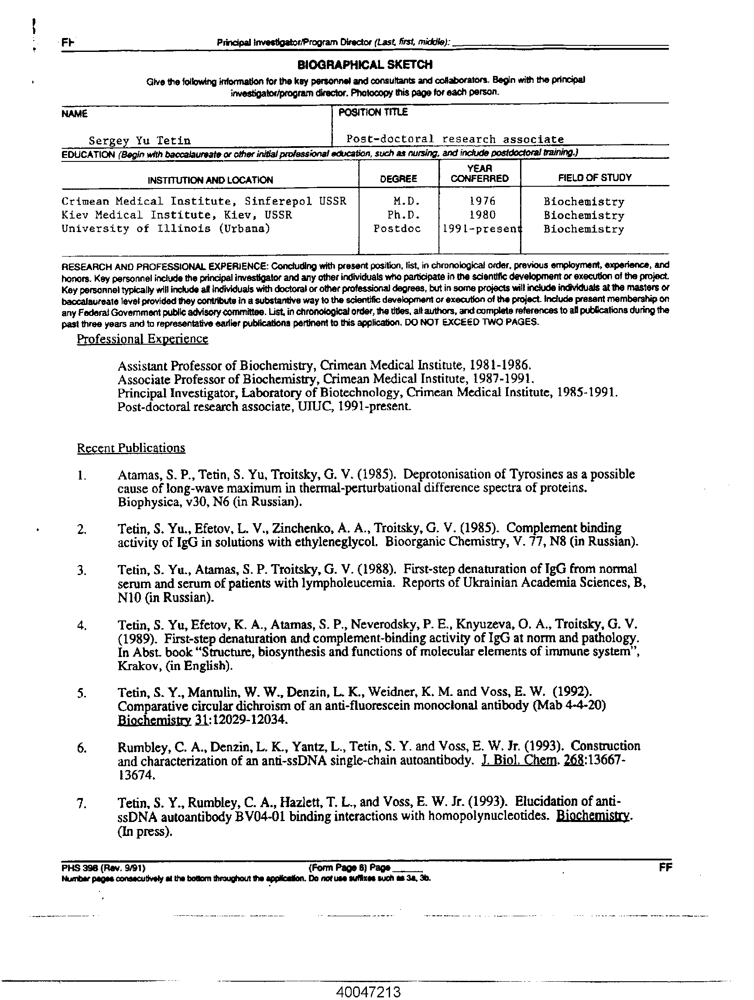 FF
Principal Investigator/Program Director (Last, first, middle):
BIOGRAPHICAL SKETCH
Give the following information for the key personnel and consultants and collaborators. Begin with the principal
investigator/program director. Photocopy this page for each person.
NAME
POSITION TITLE
Sergey Yu Tetin
Post-doctoral research associate
EDUCATION (Begin with baccalaureate or other initial professional education, such as nursing, and include postdoctoral training.)
INSTITUTION AND LOCATION DEGREE YEAR CONFERRED FIELD OF STUDY
Crimean Medical Institute, Sinferepol USSR M.D. 1976 Biochemistry
Kiev Medical Institute, Kiev, USSR Ph.D. 1980 Biochemistry
University of Illinois (Urbana) Postdoc 1991-present Biochemistry
RESEARCH AND PROFESSIONAL EXPERIENCE: Concluding with present position, list, in chronological order, previous employment, experience, and
honors. Key personnel include the principal investigator and any other individuals who participate in the scientific development or execution of the project.
Key personnel typically will include all individuals with doctoral or other professional degrees, but in some projects will include individuals at the masters or
baccalaureate level provided they contribute in a substantive way to the scientific development or execution of the project. Include present membership on
any Federal Government public advisory committee. List, in chronological order, the titles, all authors, and complete references to all publications during the
past three years and to representative earlier publications pertinent to this application. DO NOT EXCEED TWO PAGES.
Professional Experience
Assistant Professor of Biochemistry, Crimean Medical Institute, 1981-1986.
Associate Professor of Biochemistry, Crimean Medical Institute, 1987-1991.
Principal Investigator, Laboratory of Biotechnology, Crimean Medical Institute, 1985-1991.
Post-doctoral research associate, UIUC, 1991-present.
Recent Publications
1. Atamas, S. P., Tetin, S. Yu, Troitsky, G. V. (1985). Deprotonisation of Tyrosines as a possible
cause of long-wave maximum in thermal-perturbational difference spectra of proteins.
Biophysica, v30, N6 (in Russian).
2. Tetin, S. Yu., Efetov, L. V., Zinchenko, A. A., Troitsky, G. V. (1985). Complement binding
activity of IgG in solutions with ethyleneglycol. Bioorganic Chemistry, V. 77, N8 (in Russian).
3. Tetin, S. Yu., Atamas, S. P. Troitsky, G. V. (1988). First-step denaturation of IgG from normal
serum and serum of patients with lympholeucemia. Reports of Ukrainian Academia Sciences, B,
N10 (in Russian).
4. Tetin, S. Yu, Efetov, K. A., Atamas, S. P., Neverodsky, P. E., Knyuzeva, O. A., Troitsky, G. V.
(1989). First-step denaturation and complement-binding activity of IgG at norm and pathology.
In Abst. book "Structure, biosynthesis and functions of molecular elements of immune system",
Krakov, (in English).
5. Tetin, S. Y., Mantulin, W. W., Denzin, L. K., Weidner, K. M. and Voss, E. W. (1992).
Comparative circular dichroism of an anti-fluorescein monoclonal antibody (Mab 4-4-20)
Biochemistry 31:12029-12034.
6. Rumbley, C. A., Denzin, L. K., Yantz, L., Tetin, S. Y. and Voss, E. W. Jr. (1993). Construction
and characterization of an anti-ssDNA single-chain autoantibody. J. Biol. Chem. 268:13667-
13674.
7. Tetin, S. Y., Rumbley, C. A., Hazlett, T. L., and Voss, E. W. Jr. (1993). Elucidation of anti-
ssDNA autoantibody BV04-01 binding interactions with homopolynucleotides. Biochemistry.
(In press).
PHS 398 (Rev. 9/91) (Form Page 6) Page FF
Number pages consecutively at the bottom throughout the application. Do not use suffixes such as 3a, 3b.
40047213